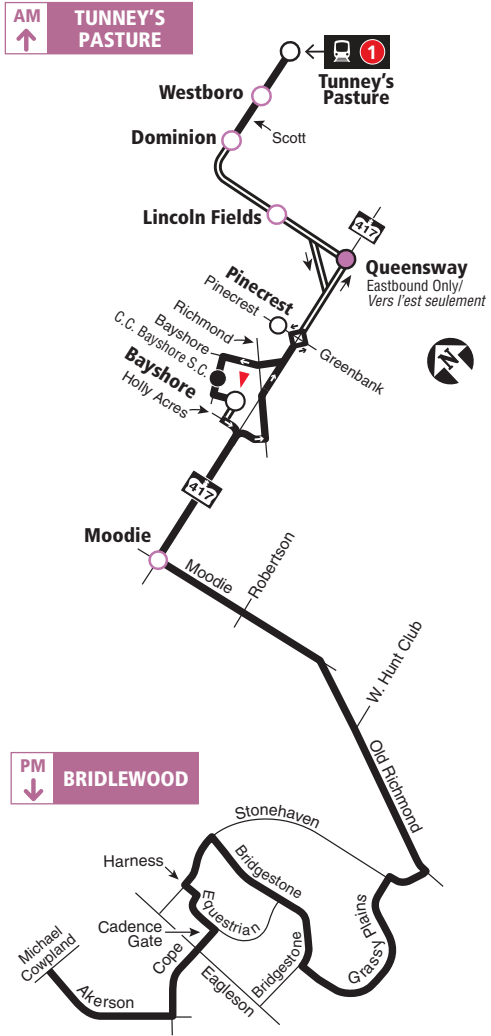 AM
TUNNEY'S
PASTURE
1
Tunney's
Pasture
Westboro
Scott
Dominion
Lincoln Fields
417
Queensway
Eastbound Only/
Vers l'est seulement
Pinecrest
Pinecrest
Richmond
Bayshore
C.C. Bayshore S.C.
Bayshore
Holly Acres
Greenbank
N
417
Moodie
Moodie
Robertson
W. Hunt Club
Old Richmond
PM
BRIDLEWOOD
Stonehaven
Harness
Bridgestone
Equestrian
Cadence
Gate
Grassy Plains
Michael
Cowpland
Cope
Eagleson
Bridgestone
Akerson